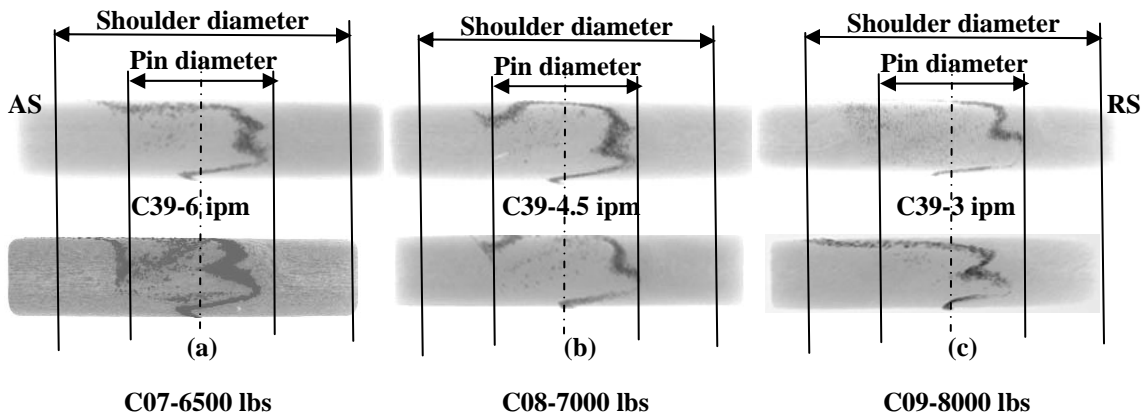 Shoulder diameter
Pin diameter
AS
C39-6 ipm
(a)
C07-6500 lbs
Shoulder diameter
Pin diameter
C39-4.5 ipm
(b)
C08-7000 lbs
Shoulder diameter
Pin diameter
RS
C39-3 ipm
(c)
C09-8000 lbs